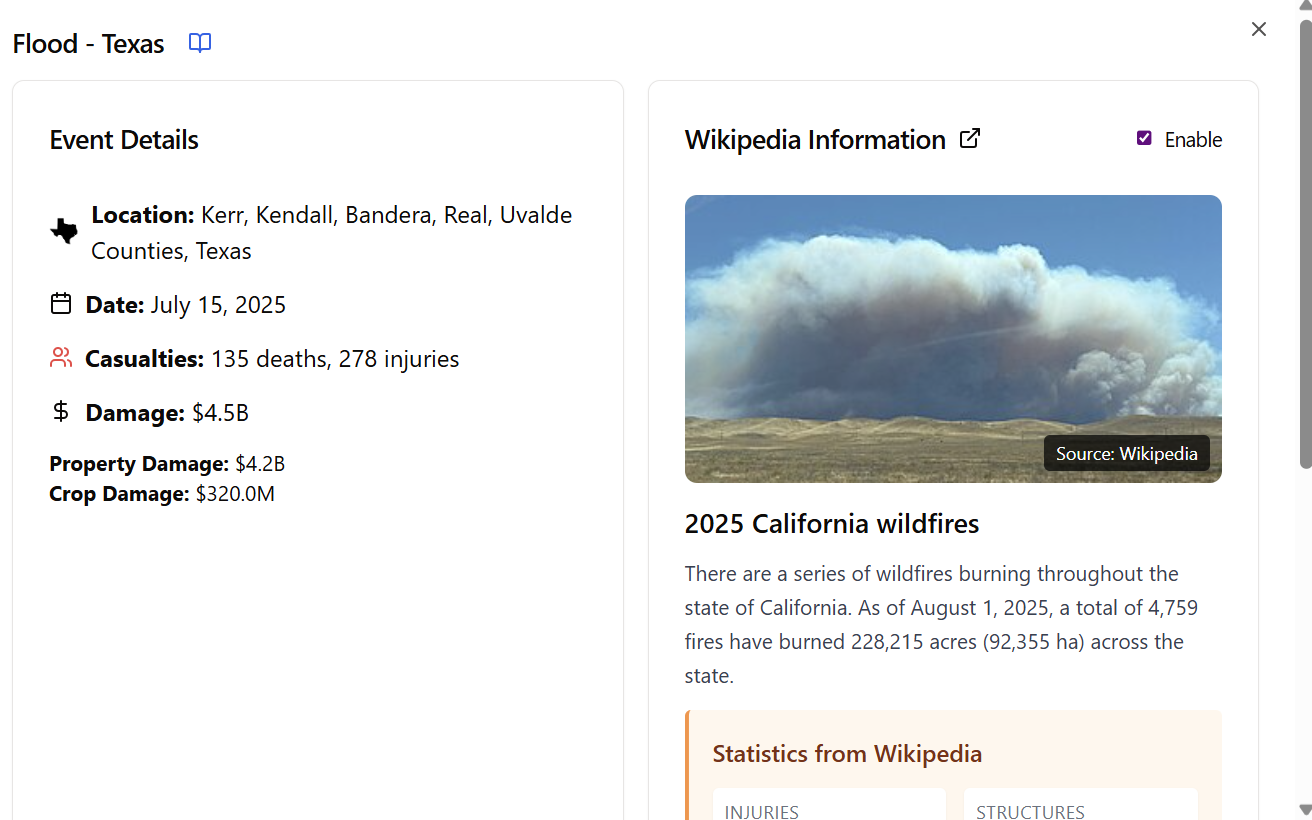 Flood - Texas
Event Details
Location: Kerr, Kendall, Bandera, Real, Uvalde
Counties, Texas
Date: July 15, 2025
Casualties: 135 deaths, 278 injuries
Damage: $4.5B
Property Damage: $4.2B
Crop Damage: $320.0M
Wikipedia Information
Enable
Source: Wikipedia
2025 California wildfires
There are a series of wildfires burning throughout the
state of California. As of August 1, 2025, a total of 4,759
fires have burned 228,215 acres (92,355 ha) across the
state.
Statistics from Wikipedia
INJURIES
STRUCTURES